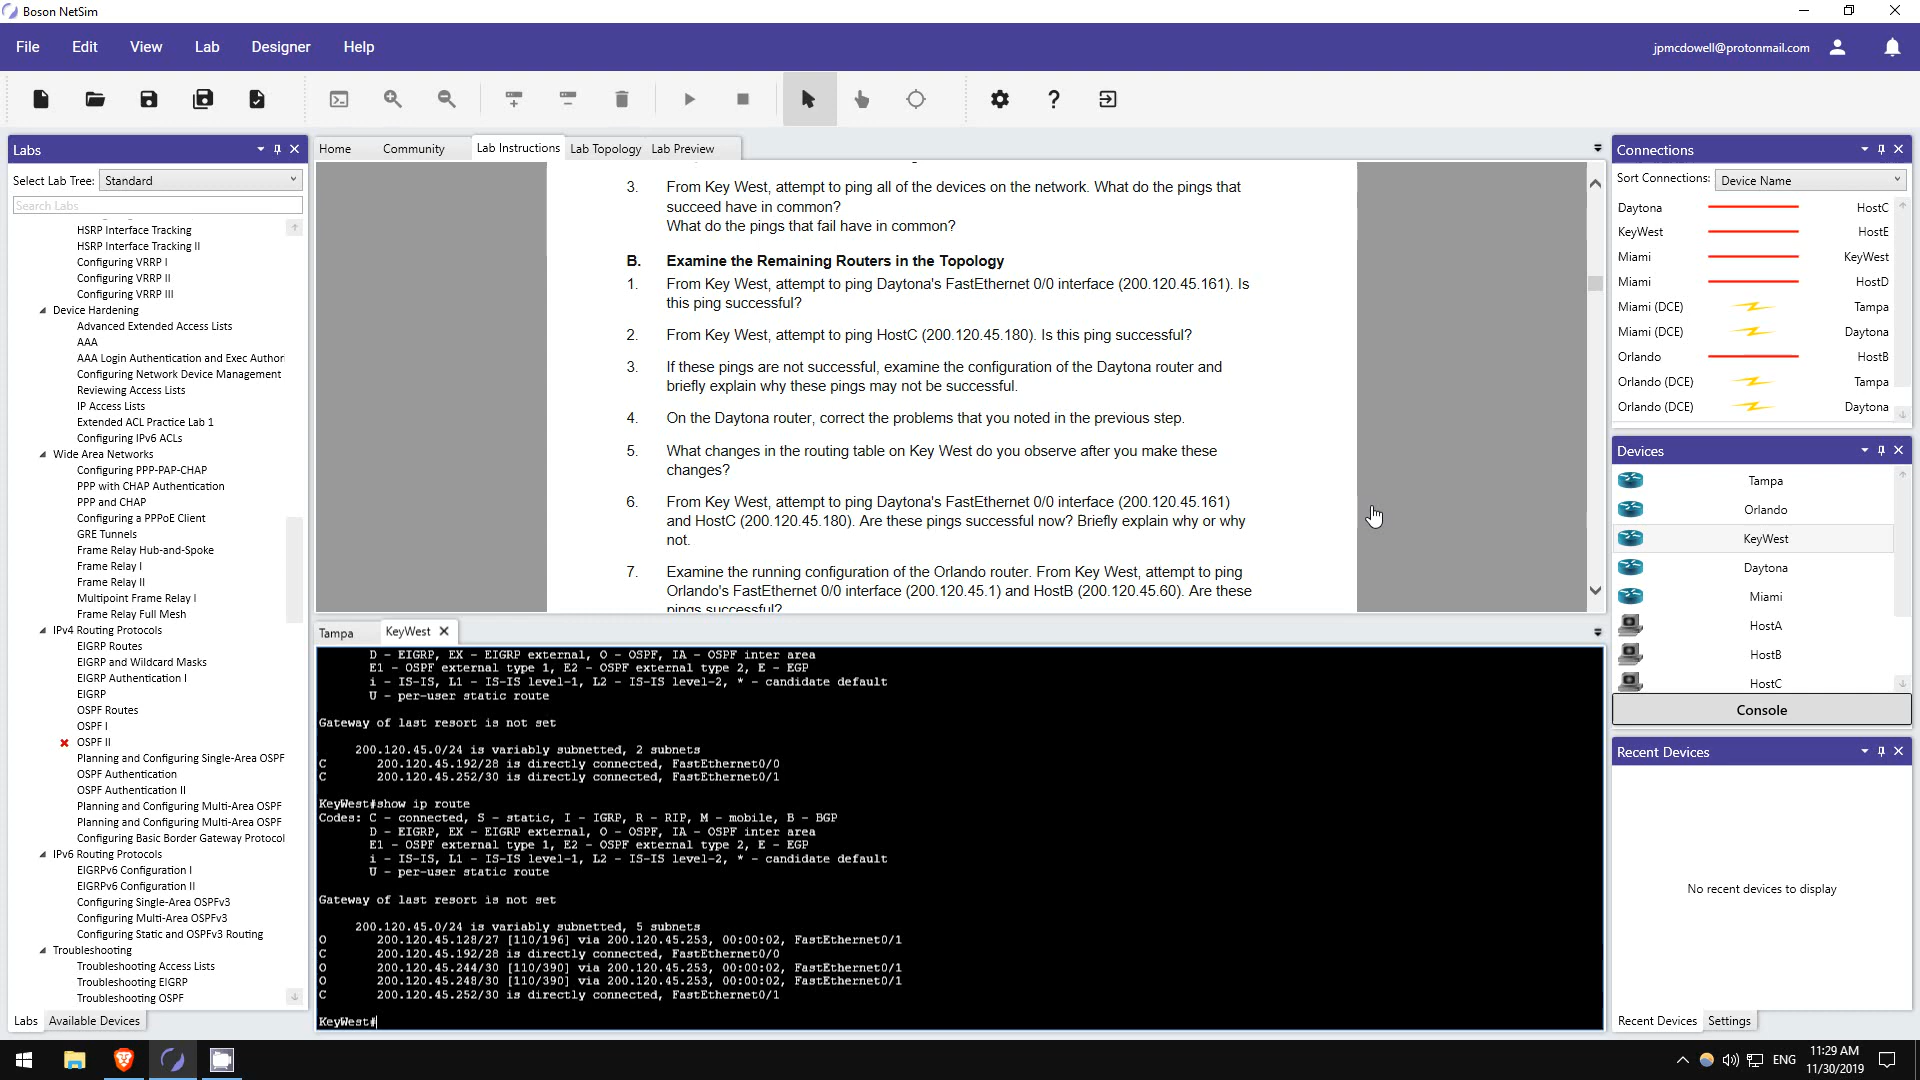 Boson NetSim
File Edit View Lab Designer Help
jpmcdowell@protonmail.com
Labs
Select Lab Tree: Standard
Search Labs
HSRP Interface Tracking
HSRP Interface Tracking II
Configuring VRRP I
Configuring VRRP II
Configuring VRRP III
Device Hardening
Advanced Extended Access Lists
AAA
AAA Login Authentication and Exec Author
Configuring Network Device Management
Reviewing Access Lists
IP Access Lists
Extended ACL Practice Lab 1
Configuring IPv6 ACLs
Wide Area Networks
Configuring PPP-PAP-CHAP
PPP with CHAP Authentication
PPP and CHAP
Configuring a PPPoE Client
GRE Tunnels
Frame Relay Hub-and-Spoke
Frame Relay I
Frame Relay II
Multipoint Frame Relay I
Frame Relay Full Mesh
IPv4 Routing Protocols
EIGRP Routes
EIGRP and Wildcard Masks
EIGRP Authentication I
EIGRP
OSPF Routes
OSPF I
OSPF II
Planning and Configuring Single-Area OSPF
OSPF Authentication
OSPF Authentication II
Planning and Configuring Multi-Area OSPF
Planning and Configuring Multi-Area OSPF
Configuring Basic Border Gateway Protocol
IPv6 Routing Protocols
EIGRPv6 Configuration I
EIGRPv6 Configuration II
Configuring Single-Area OSPFv3
Configuring Multi-Area OSPFv3
Configuring Static and OSPFv3 Routing
Troubleshooting
Troubleshooting Access Lists
Troubleshooting EIGRP
Troubleshooting OSPF
Labs Available Devices
Home Community Lab Instructions Lab Topology Lab Preview
3. From Key West, attempt to ping all of the devices on the network. What do the pings that
succeed have in common?
What do the pings that fail have in common?
B. Examine the Remaining Routers in the Topology
1. From Key West, attempt to ping Daytona's FastEthernet 0/0 interface (200.120.45.161). Is
this ping successful?
2. From Key West, attempt to ping HostC (200.120.45.180). Is this ping successful?
3. If these pings are not successful, examine the configuration of the Daytona router and
briefly explain why these pings may not be successful.
4. On the Daytona router, correct the problems that you noted in the previous step.
5. What changes in the routing table on Key West do you observe after you make these
changes?
6. From Key West, attempt to ping Daytona's FastEthernet 0/0 interface (200.120.45.161)
and HostC (200.120.45.180). Are these pings successful now? Briefly explain why or why
not.
7. Examine the running configuration of the Orlando router. From Key West, attempt to ping
Orlando's FastEthernet 0/0 interface (200.120.45.1) and HostB (200.120.45.60). Are these
pings successful?
Tampa KeyWest
D - EIGRP, EX - EIGRP external, O - OSPF, IA - OSPF inter area
E1 - OSPF external type 1, E2 - OSPF external type 2, E - EGP
i - IS-IS, L1 - IS-IS level-1, L2 - IS-IS level-2, * - candidate default
U - per-user static route
Gateway of last resort is not set
200.120.45.0/24 is variably subnetted, 2 subnets
C 200.120.45.192/28 is directly connected, FastEthernet0/0
C 200.120.45.252/30 is directly connected, FastEthernet0/1
KeyWest#show ip route
Codes: C - connected, S - static, I - IGRP, R - RIP, M - mobile, B - BGP
D - EIGRP, EX - EIGRP external, O - OSPF, IA - OSPF inter area
E1 - OSPF external type 1, E2 - OSPF external type 2, E - EGP
i - IS-IS, L1 - IS-IS level-1, L2 - IS-IS level-2, * - candidate default
U - per-user static route
Gateway of last resort is not set
200.120.45.0/24 is variably subnetted, 5 subnets
O 200.120.45.128/27 [110/196] via 200.120.45.253, 00:00:02, FastEthernet0/1
C 200.120.45.192/28 is directly connected, FastEthernet0/0
O 200.120.45.244/30 [110/390] via 200.120.45.253, 00:00:02, FastEthernet0/1
O 200.120.45.248/30 [110/390] via 200.120.45.253, 00:00:02, FastEthernet0/1
C 200.120.45.252/30 is directly connected, FastEthernet0/1
KeyWest#
Connections
Sort Connections: Device Name
Daytona HostC
KeyWest HostE
Miami KeyWest
Miami HostD
Miami (DCE) Tampa
Miami (DCE) Daytona
Orlando HostB
Orlando (DCE) Tampa
Orlando (DCE) Daytona
Devices
Tampa
Orlando
KeyWest
Daytona
Miami
HostA
HostB
HostC
Console
Recent Devices
No recent devices to display
Recent Devices Settings
ENG
11:29 AM
11/30/2019